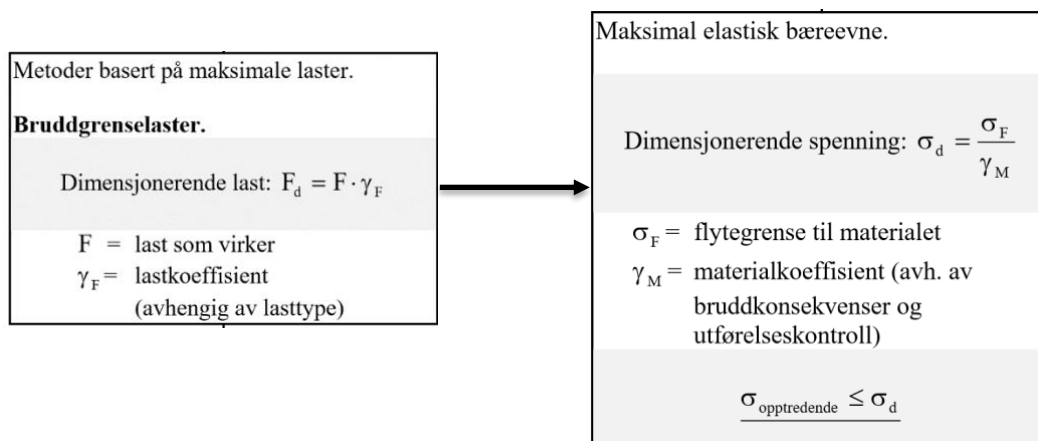 Metoder basert på maksimale laster.
Bruddgrenselaster.
Dimensjonerende last: F_d = F · γ_F
F = last som virker
γ_F = lastkoeffisient
(avhengig av lasttype)
Maksimal elastisk bæreevne.
Dimensjonerende spenning: σ_d = σ_F / γ_M
σ_F = flytegrense til materialet
γ_M = materialkoeffisient (avh. av
bruddkonsekvenser og
utførelseskontroll)
σ_opptredende ≤ σ_d